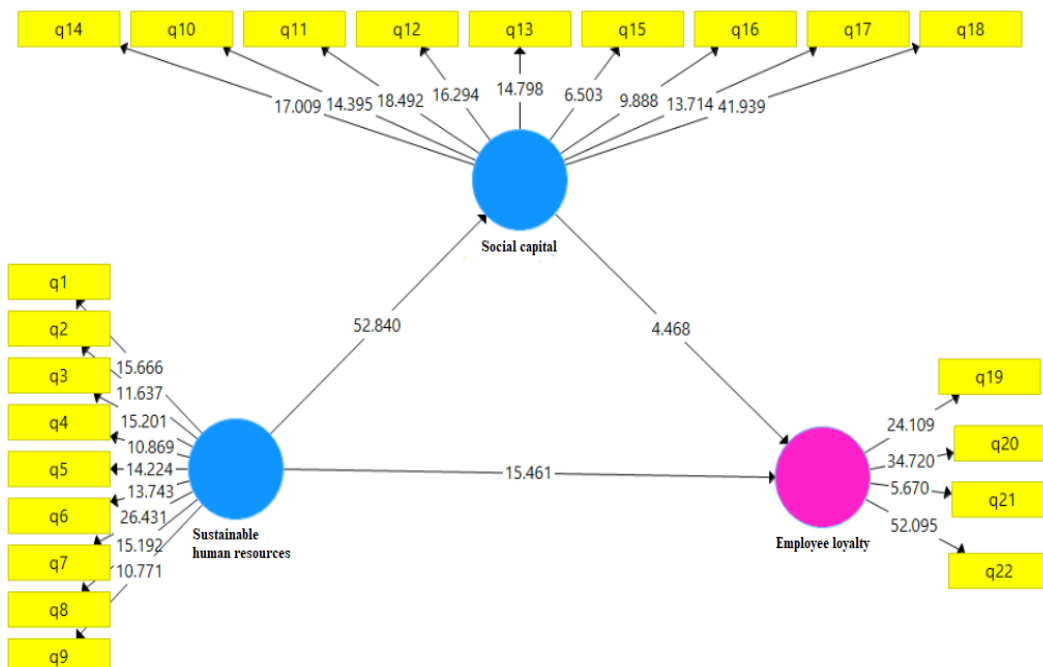 q14 q10 q11 q12 q13 q15 q16 q17 q18
17.009 14.395 18.492 16.294 14.798 6.503 9.888 13.714 41.939
Social capital
q1
q2
q3
q4
q5
q6
q7
q8
q9
15.666
11.637
15.201
10.869
14.224
13.743
26.431
15.192
10.771
Sustainable
human resources
52.840
4.468
15.461
q19
q20
q21
q22
24.109
34.720
5.670
52.095
Employee loyalty